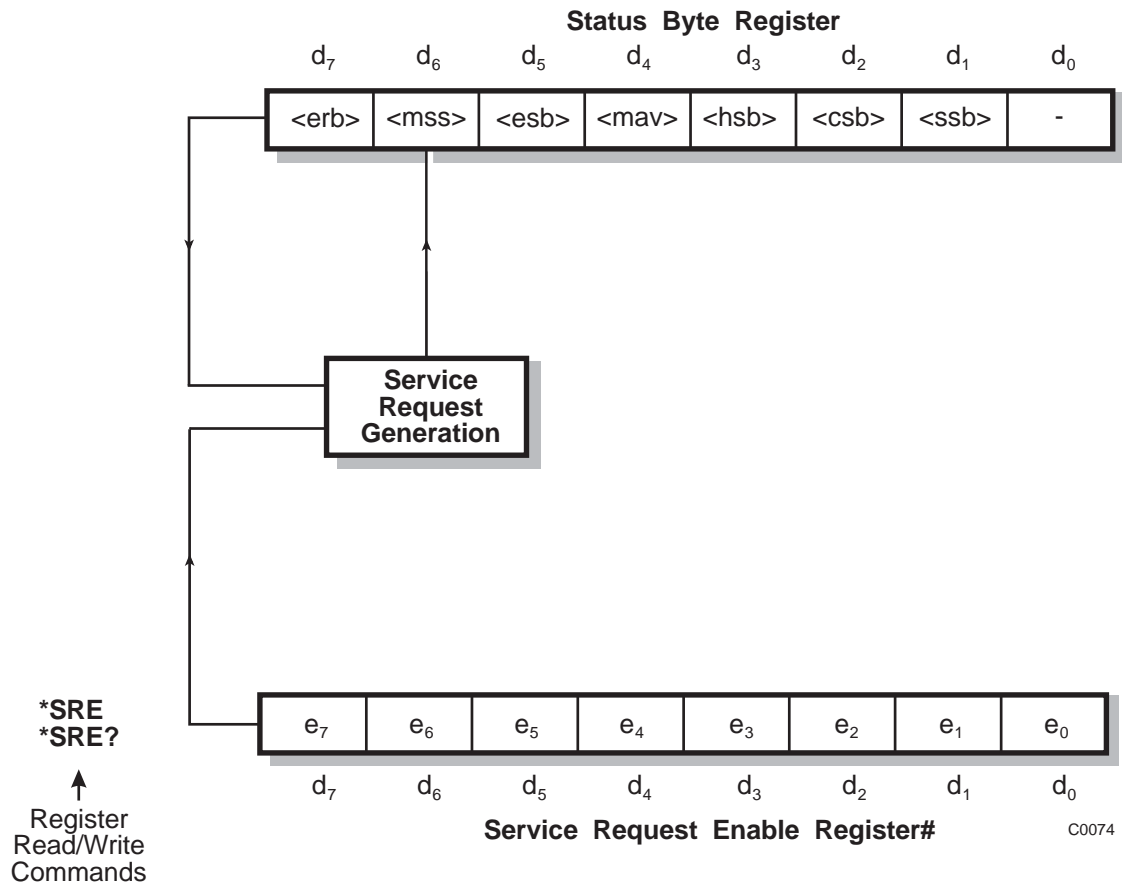 Status Byte Register
d₇ d₆ d₅ d₄ d₃ d₂ d₁ d₀
<erb> <mss> <esb> <mav> <hsb> <csb> <ssb> -
Service
Request
Generation
*SRE
*SRE?
e₇ e₆ e₅ e₄ e₃ e₂ e₁ e₀
d₇ d₆ d₅ d₄ d₃ d₂ d₁ d₀
Register
Read/Write
Commands
Service Request Enable Register#
C0074